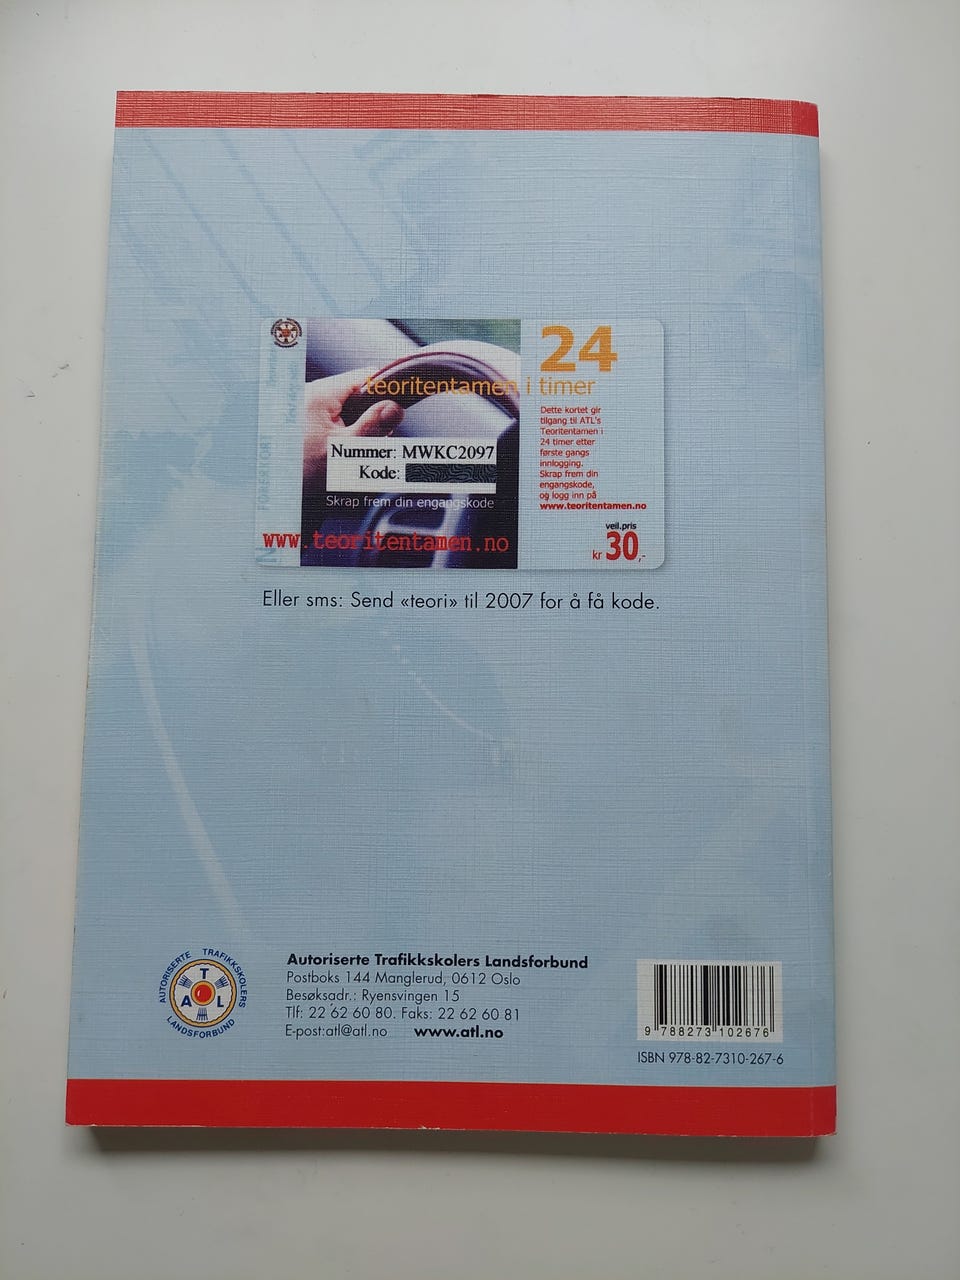 24
teoritentamen i timer
Dette kortet gir
tilgang til ATL's
Teoritentamen i
24 timer etter
første gangs
innlogging.
Skrap frem din
engangskode,
og logg inn på
www.teoritentamen.no
Nummer: MWKC2097
Kode:
Skrap frem din engangskode
www.teoritentamen.no
veil.pris
kr 30,-
Eller sms: Send «teori» til 2007 for å få kode.
AUTORISERTE TRAFIKKSKOLERS
LANDSFORBUND
T
A L
Autoriserte Trafikkskolers Landsforbund
Postboks 144 Manglerud, 0612 Oslo
Besøksadr.: Ryensvingen 15
Tlf: 22 62 60 80. Faks: 22 62 60 81
E-post:atl@atl.no www.atl.no
9 788273 102676
ISBN 978-82-7310-267-6